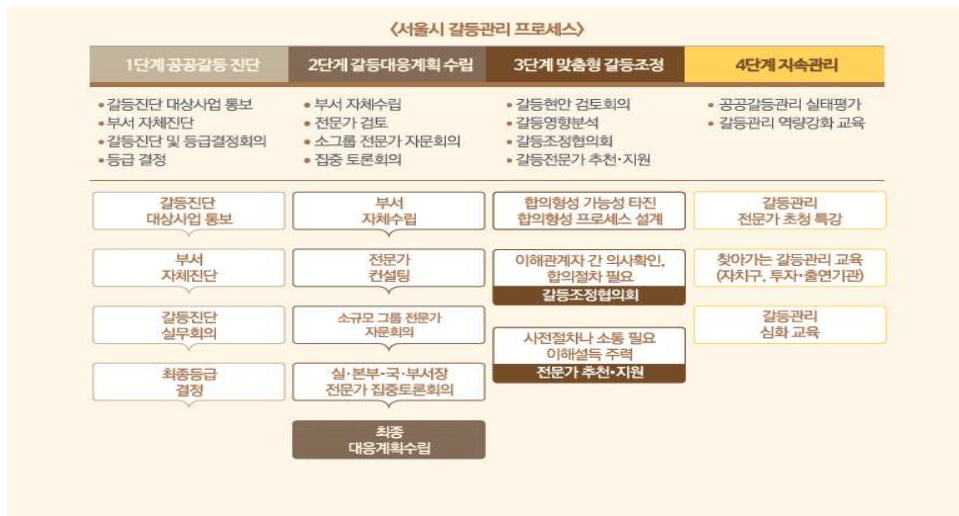 〈서울시 갈등관리 프로세스〉
1단계 공공갈등 진단
2단게 갈등대응계획 수립
3단계 맞춤형 갈등조정
4단계 지속관리
• 갈등진단 대상사업 통보
• 부서 자체진단
• 갈등진단 및 등급결정회의
• 등급 결정
• 부서 자체수립
• 전문가 검토
• 소그룹 전문가 자문회의
• 집중 토론회의
• 갈등현안 검토회의
• 갈등영향분석
• 갈등조정협의회
• 갈등전문가 추천·지원
• 공공갈등관리 실태평가
• 갈등관리 역량강화 교육
갈등진단
대상사업 통보
부서
자체진단
갈등진단
실무회의
최종등급
결정
부서
자체수립
전문가
컨설팅
소규모 그룹 전문가
자문회의
실·본부·국·부서장
전문가 집중토론회의
최종
대응계획수립
합의형성 가능성 타진
합의형성 프로세스 설계
이해관계자 간 의사확인,
합의절차 필요
갈등조정협의회
사전절차나 소통 필요
이해설득 주력
전문가 추천·지원
갈등관리
전문가 초청 특강
찾아가는 갈등관리 교육
(자치구, 투자·출연기관)
갈등관리
심화 교육